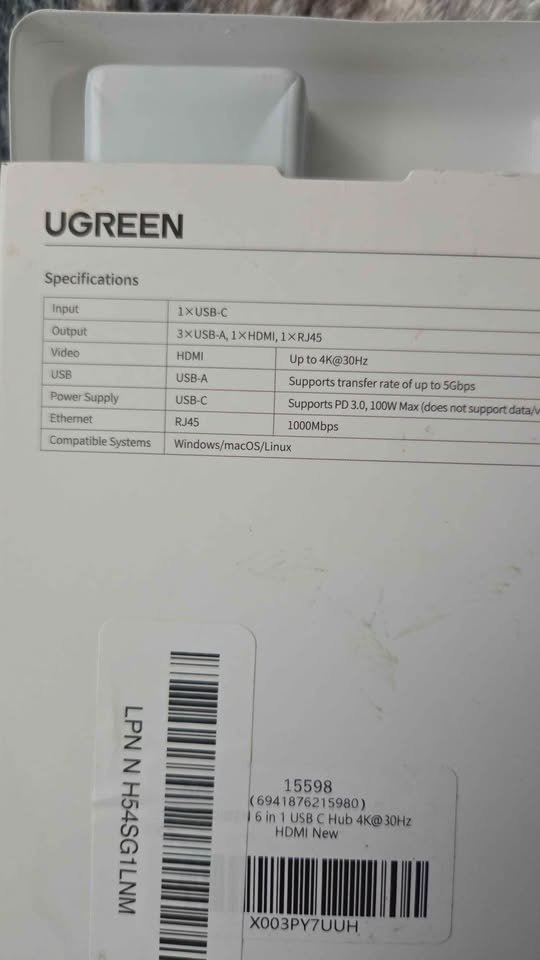 UGREEN
Specifications
Input 1×USB-C
Output 3×USB-A, 1×HDMI, 1×RJ45
Video HDMI Up to 4K@30Hz
USB USB-A Supports transfer rate of up to 5Gbps
Power Supply USB-C Supports PD 3.0, 100W Max (does not support data/
Ethernet RJ45 1000Mbps
Compatible Systems Windows/macOS/Linux
LPN N H54SG1LNM
15598
(6941876215980)
6 in 1 USB C Hub 4K@30Hz
HDMI New
X003PY7UUH